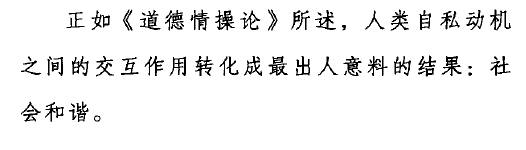 正如《道德情操论》所述，人类自私动机
之间的交互作用转化成最出人意料的结果：社
会和谐。